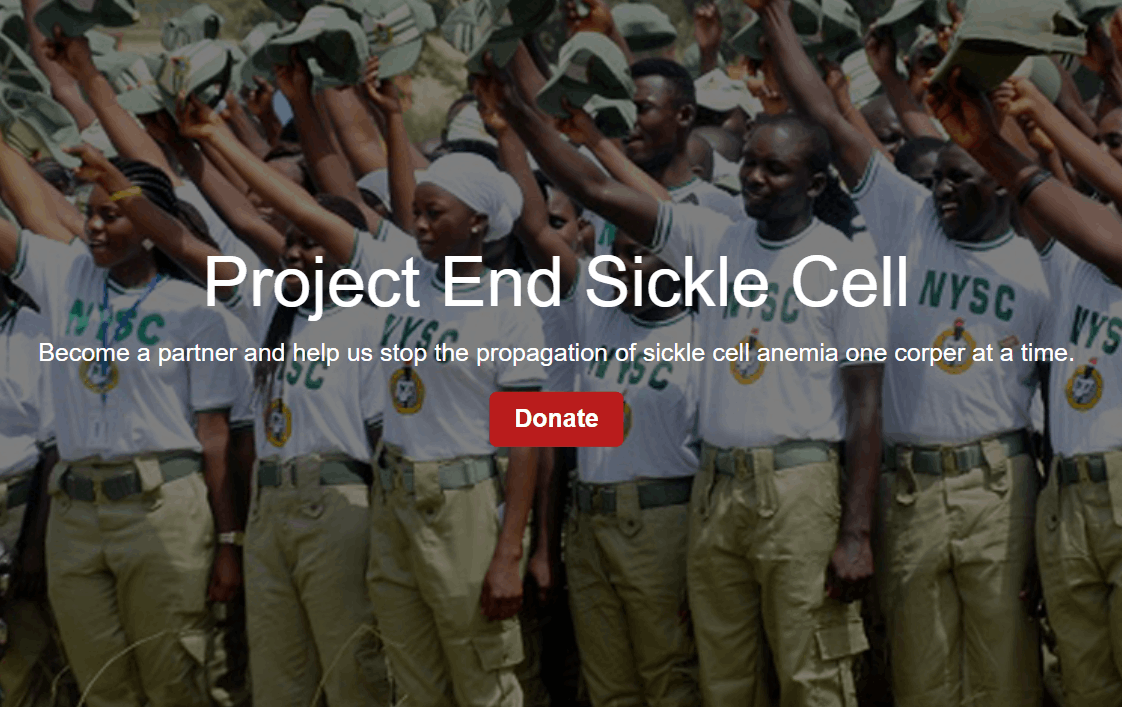 Project End Sickle Cell
Become a partner and help us stop the propagation of sickle cell anemia one corper at a time.
Donate
NYSC
NYSC
NYSC
NYSC
NYSC